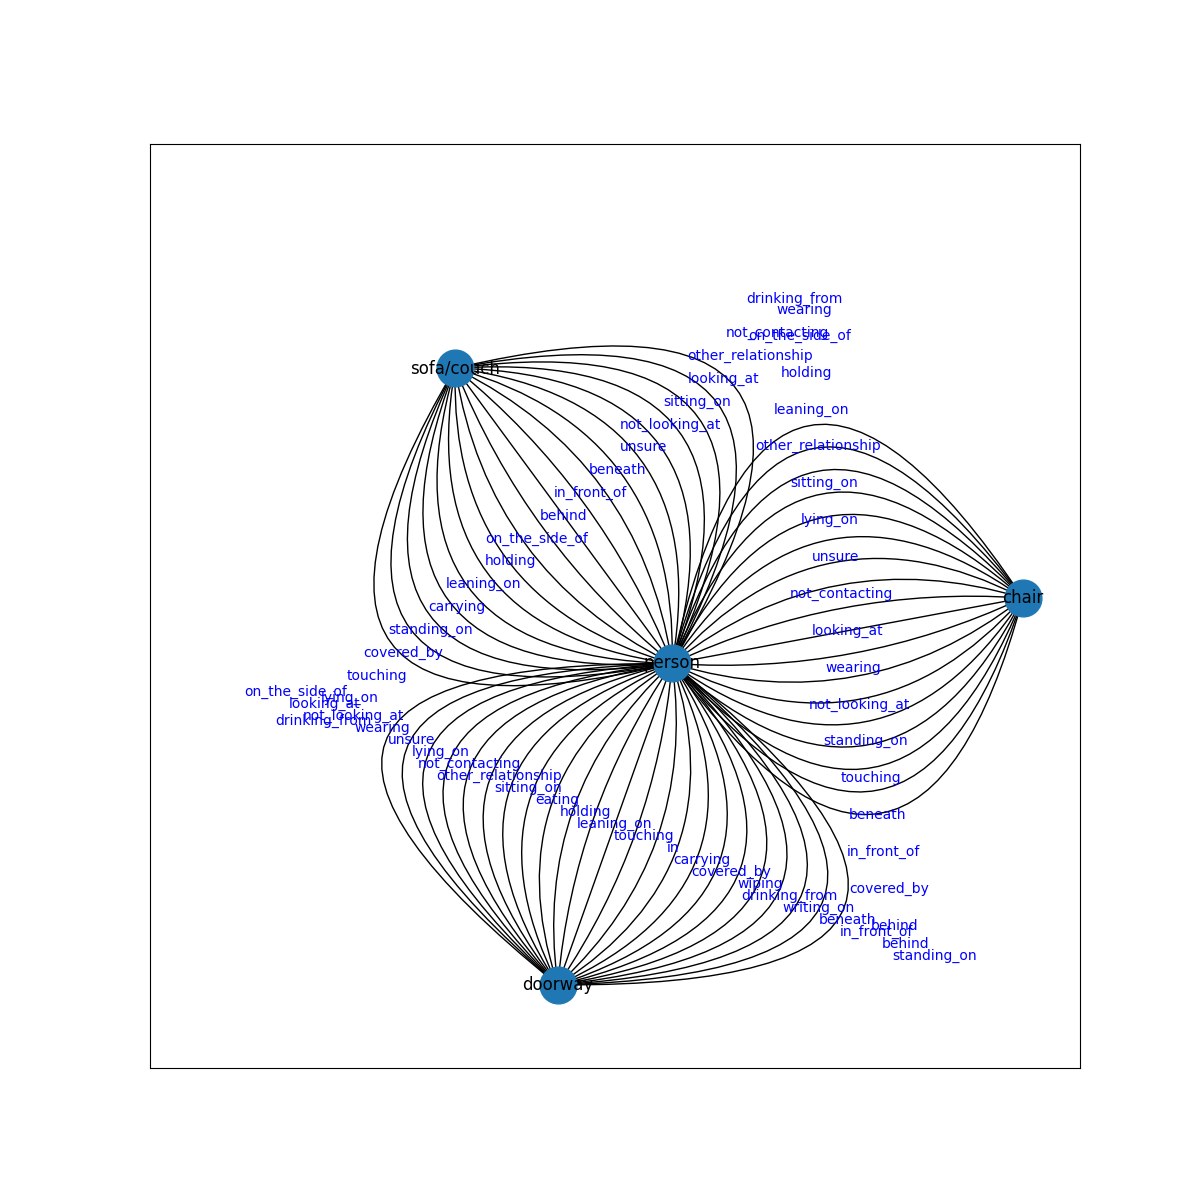 drinking_from
wearing
not_contacting
on_the_side_of
other_relationship
sofa/couch
holding
looking_at
sitting_on
leaning_on
not_looking_at
other_relationship
unsure
beneath
sitting_on
in_front_of
behind
lying_on
on_the_side_of
unsure
holding
leaning_on
not_contacting
chair
carrying
standing_on
looking_at
covered_by
person
wearing
touching
on_the_side_of
lying_on
looking_at
not_looking_at
not_looking_at
drinking_from
wearing
unsure
standing_on
lying_on
not_contacting
other_relationship
touching
sitting_on
eating
holding
beneath
leaning_on
touching
in
in_front_of
carrying
covered_by
wiping
covered_by
drinking_from
writing_on
beneath
behind
in_front_of
behind
standing_on
doorway